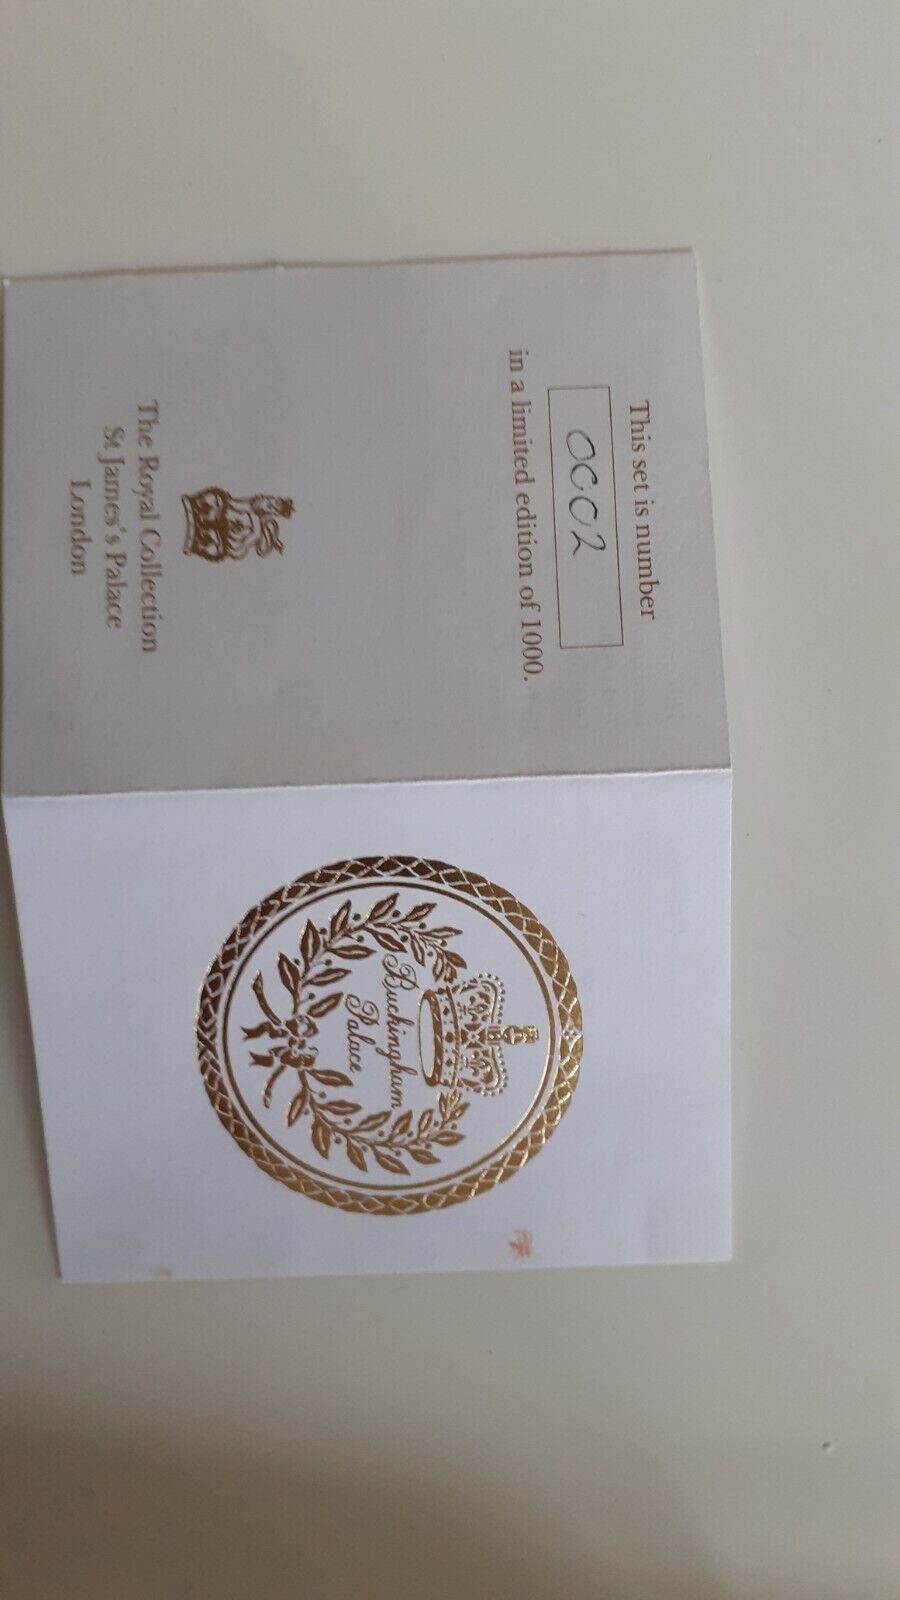 This set is number
0002
in a limited edition of 1000.
The Royal Collection
St James's Palace
London
Buckingham
Palace